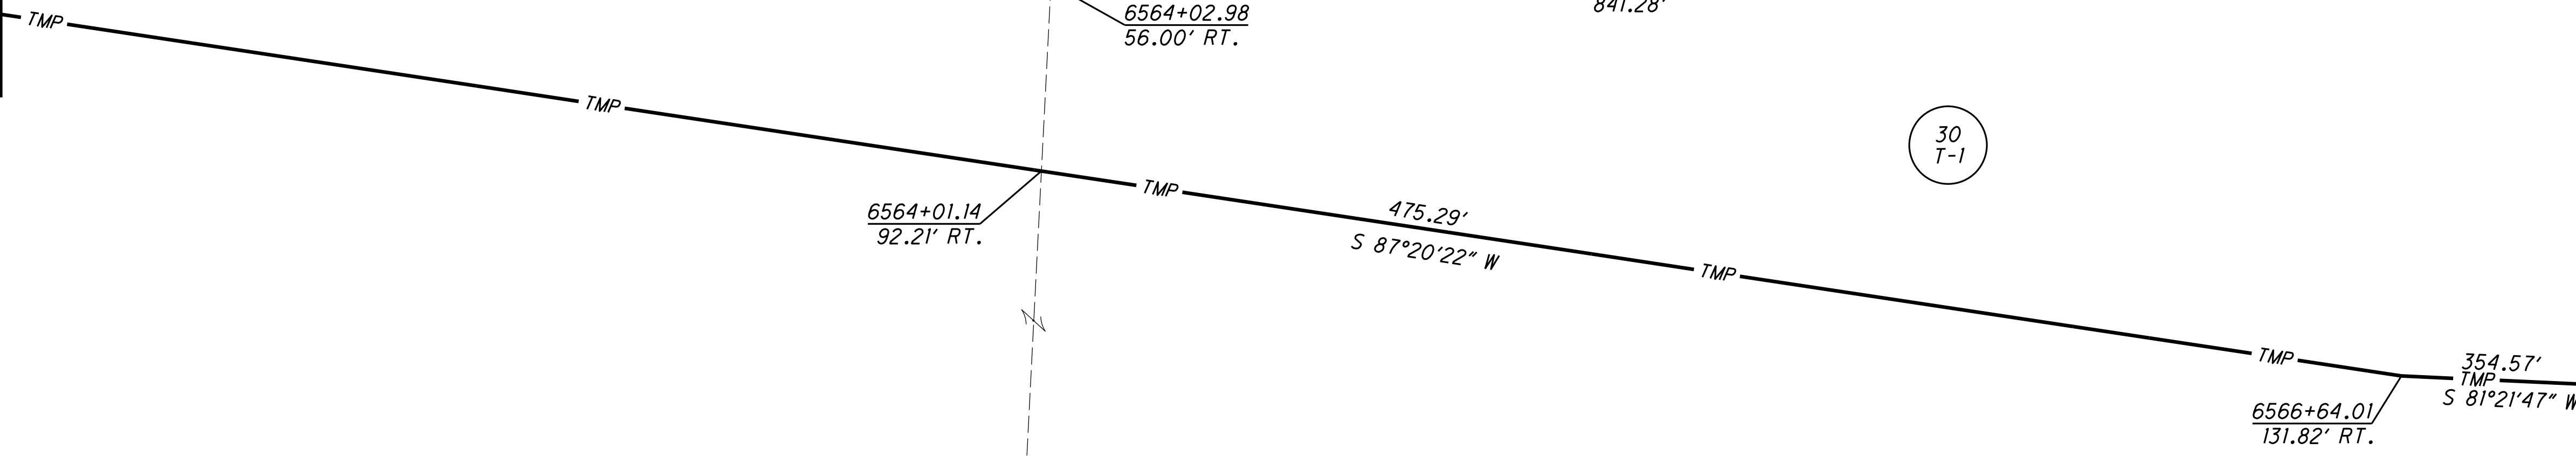 TMP
6564+02.98
56.00' RT.
841.28'
TMP
30
T-1
TMP
6564+01.14
92.21' RT.
475.29'
S 87°20'22" W
TMP
TMP
354.57'
TMP
S 81°21'47" W
6566+64.01
131.82' RT.